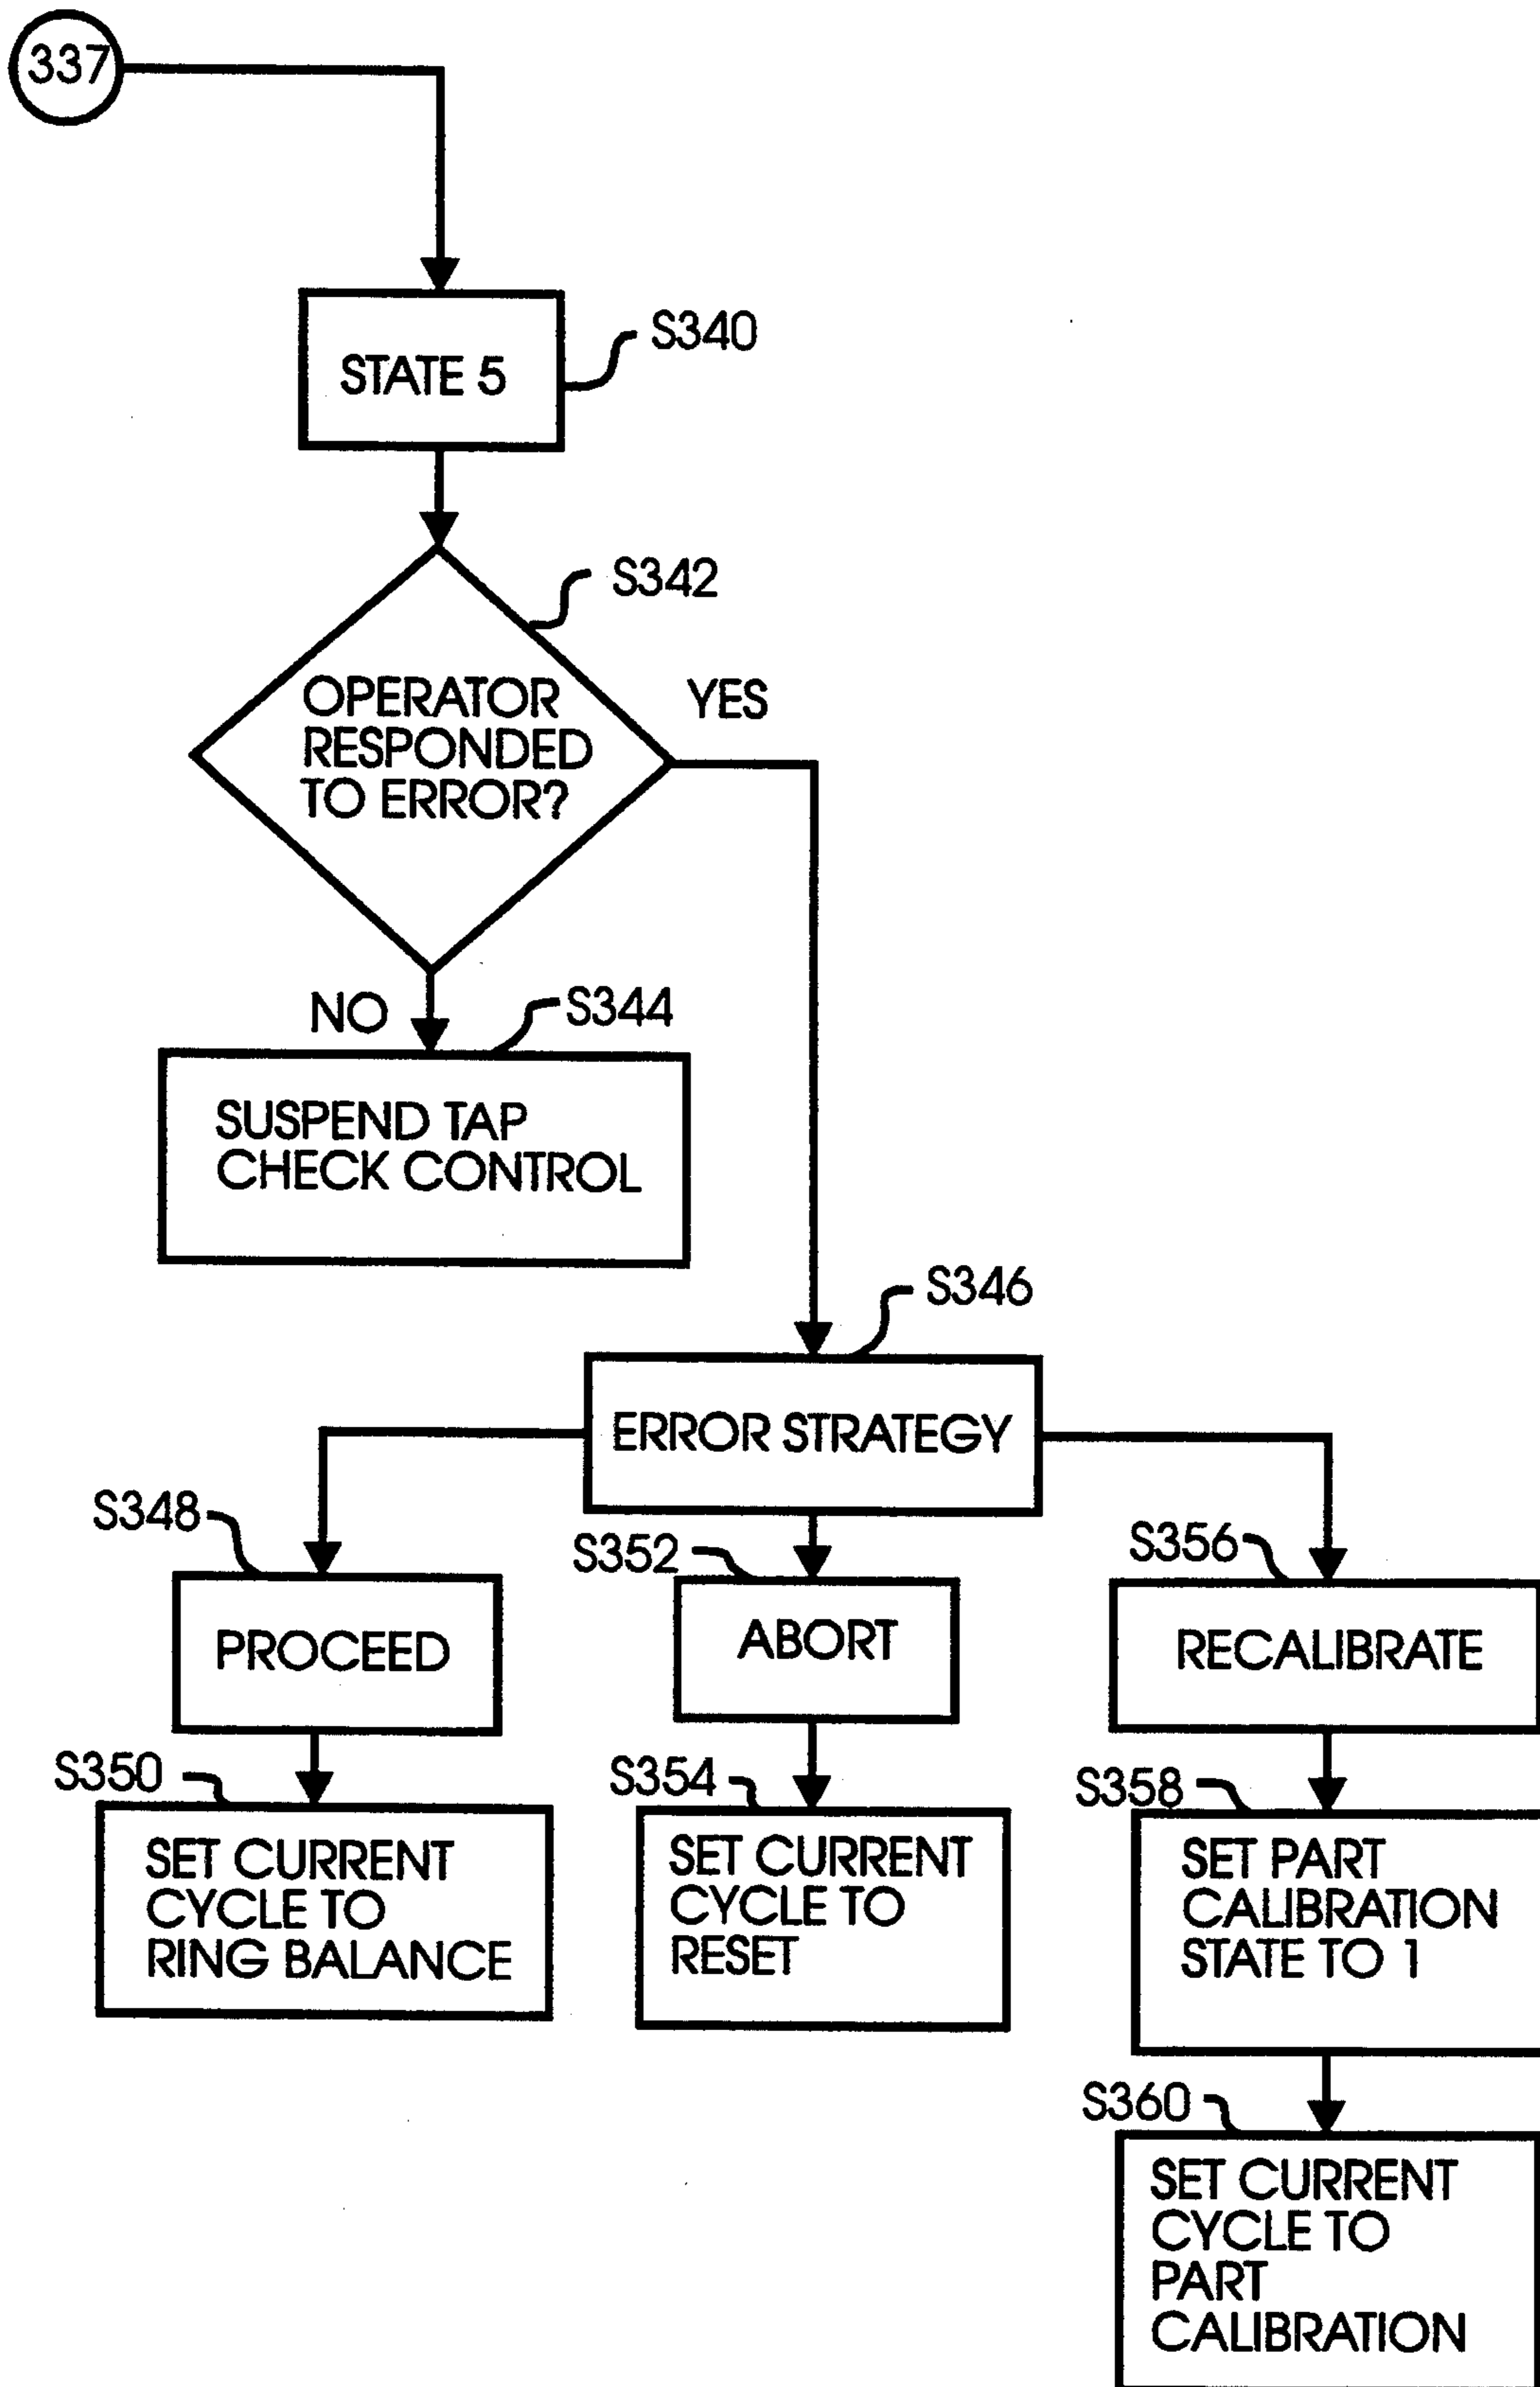 337
S340
STATE 5
S342
OPERATOR
RESPONDED
TO ERROR?
YES
NO
S344
SUSPEND TAP
CHECK CONTROL
S346
ERROR STRATEGY
S348
PROCEED
S352
ABORT
S356
RECALIBRATE
S350
SET CURRENT
CYCLE TO
RING BALANCE
S354
SET CURRENT
CYCLE TO
RESET
S358
SET PART
CALIBRATION
STATE TO 1
S360
SET CURRENT
CYCLE TO
PART
CALIBRATION